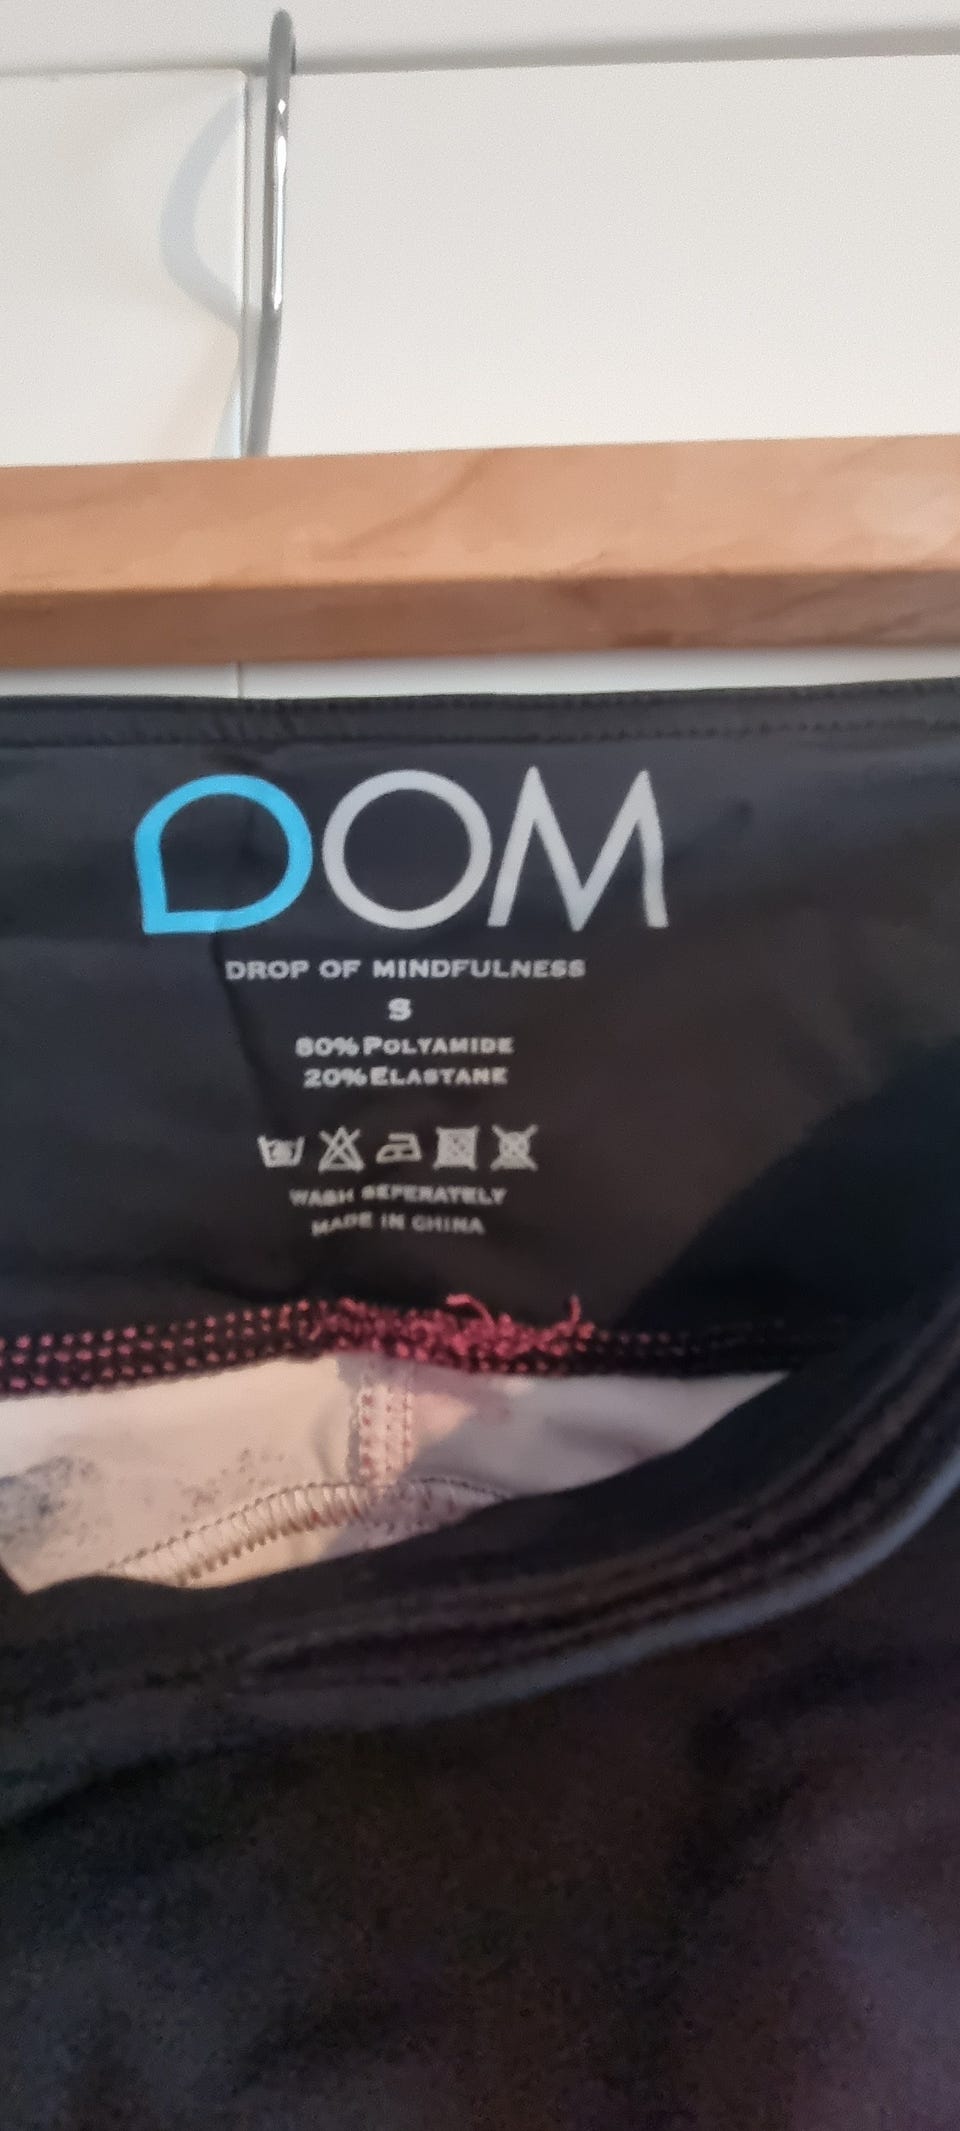 DOM
DROP OF MINDFULNESS
S
80% POLYAMIDE
20% ELASTANE
WASH SEPERATELY
MADE IN CHINA